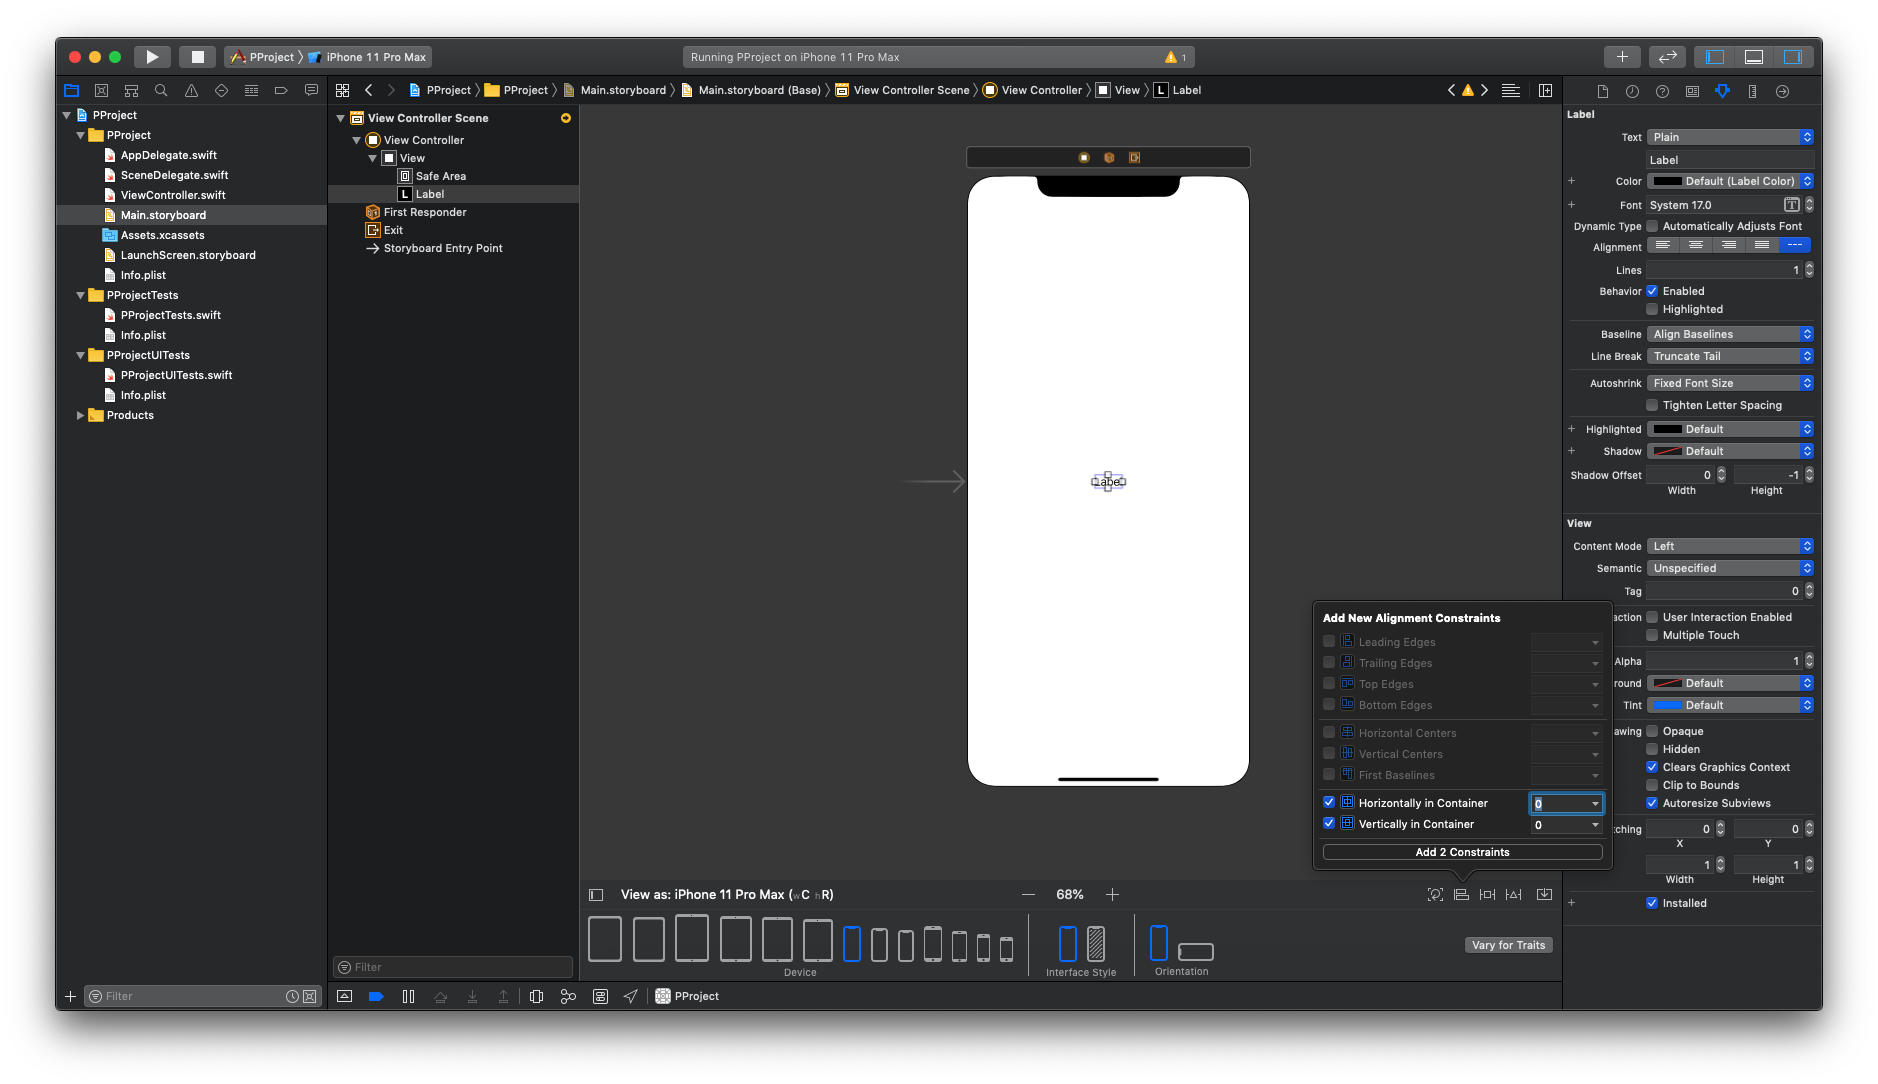 PProject
iPhone 11 Pro Max
Running PProject on iPhone 11 Pro Max
1
PProject
PProject
Main.storyboard
Main.storyboard (Base)
View Controller Scene
View Controller
View
L Label
PProject
PProject
AppDelegate.swift
SceneDelegate.swift
ViewController.swift
Main.storyboard
Assets.xcassets
LaunchScreen.storyboard
Info.plist
PProjectTests
PProjectTests.swift
Info.plist
PProjectUITests
PProjectUITests.swift
Info.plist
Products
Filter
View Controller Scene
View Controller
View
Safe Area
L Label
First Responder
Exit
Storyboard Entry Point
Filter
Label
View as: iPhone 11 Pro Max (wC hR)
68%
Device
Interface Style
Orientation
Vary for Traits
PProject
Add New Alignment Constraints
Leading Edges
Trailing Edges
Top Edges
Bottom Edges
Horizontal Centers
Vertical Centers
First Baselines
Horizontally in Container 0
Vertically in Container 0
Add 2 Constraints
Label
Text Plain
Label
Color Default (Label Color)
Font System 17.0
Dynamic Type Automatically Adjusts Font
Alignment
Lines 1
Behavior Enabled
Highlighted
Baseline Align Baselines
Line Break Truncate Tail
Autoshrink Fixed Font Size
Tighten Letter Spacing
Highlighted Default
Shadow Default
Shadow Offset 0 -1
Width Height
View
Content Mode Left
Semantic Unspecified
Tag 0
action User Interaction Enabled
Multiple Touch
Alpha 1
round Default
Tint Default
awing Opaque
Hidden
Clears Graphics Context
Clip to Bounds
Autoresize Subviews
tching 0 0
X Y
1 1
Width Height
Installed